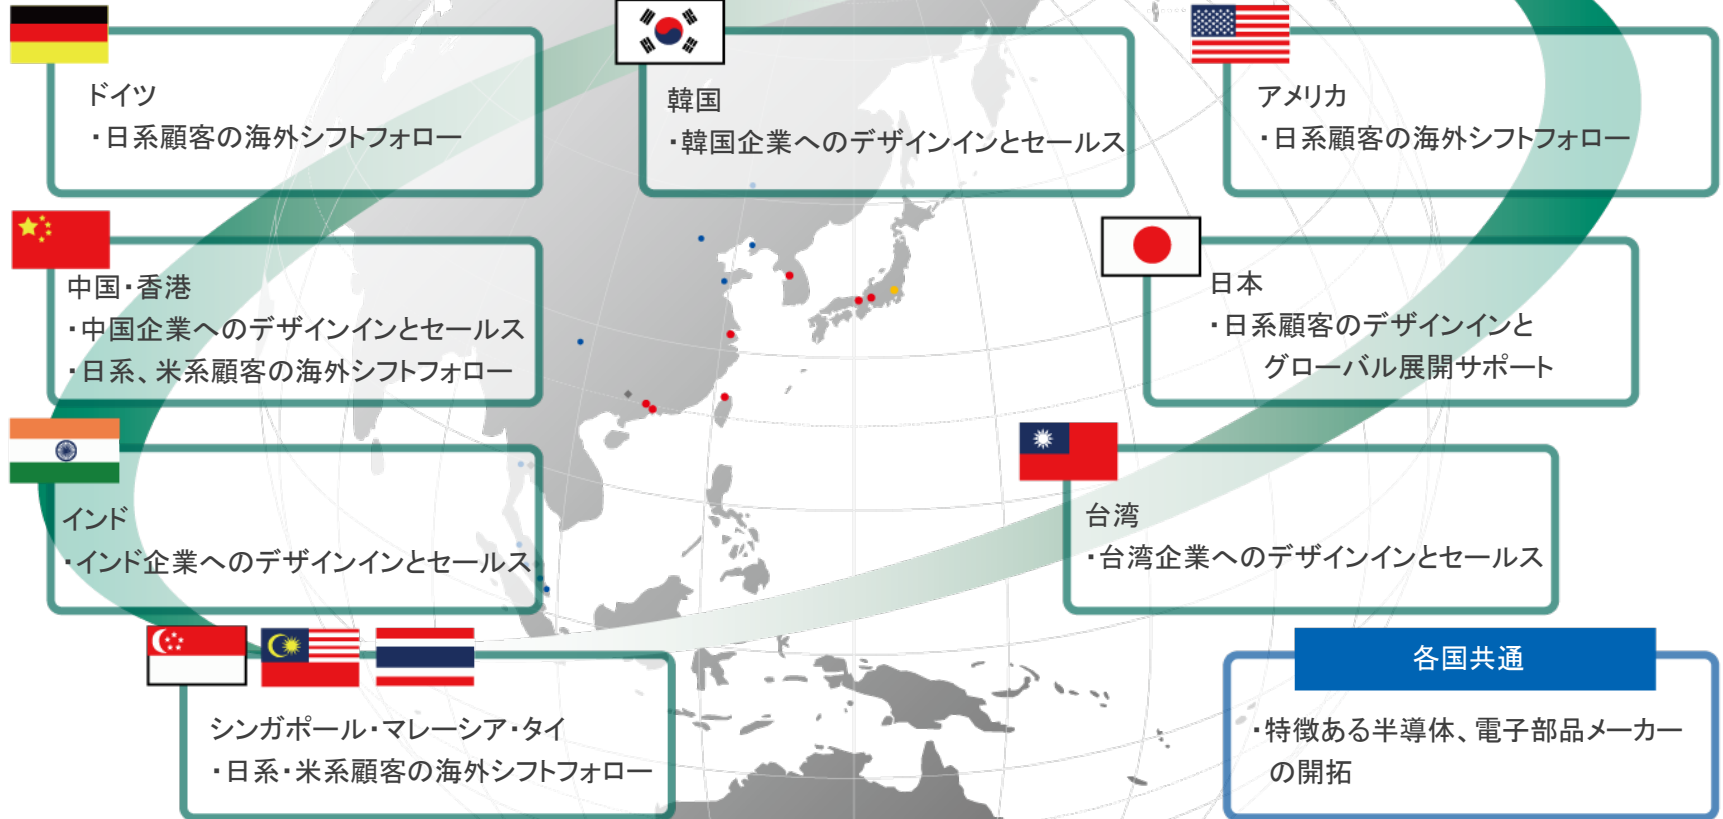 ドイツ
・日系顧客の海外シフトフォロー
韓国
・韓国企業へのデザインインとセールス
アメリカ
・日系顧客の海外シフトフォロー
中国・香港
・中国企業へのデザインインとセールス
・日系、米系顧客の海外シフトフォロー
日本
・日系顧客のデザインインと
グローバル展開サポート
インド
・インド企業へのデザインインとセールス
台湾
・台湾企業へのデザインインとセールス
シンガポール・マレーシア・タイ
・日系・米系顧客の海外シフトフォロー
各国共通
・特徴ある半導体、電子部品メーカー
の開拓